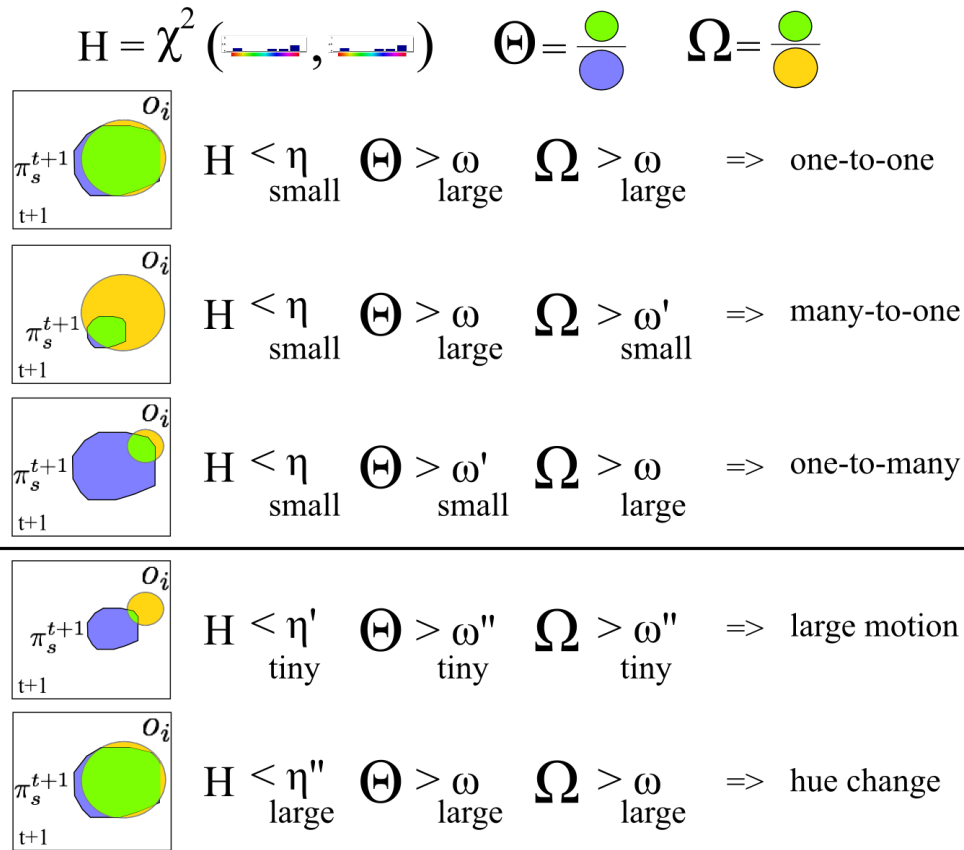 H = χ² ( , ) Θ = Ω =
o_i
π_s^{t+1}
t+1
H < η small Θ > ω large Ω > ω large => one-to-one
o_i
π_s^{t+1}
t+1
H < η small Θ > ω large Ω > ω' small => many-to-one
o_i
π_s^{t+1}
t+1
H < η small Θ > ω' small Ω > ω large => one-to-many
o_i
π_s^{t+1}
t+1
H < η' tiny Θ > ω'' tiny Ω > ω'' tiny => large motion
o_i
π_s^{t+1}
t+1
H < η'' large Θ > ω large Ω > ω large => hue change